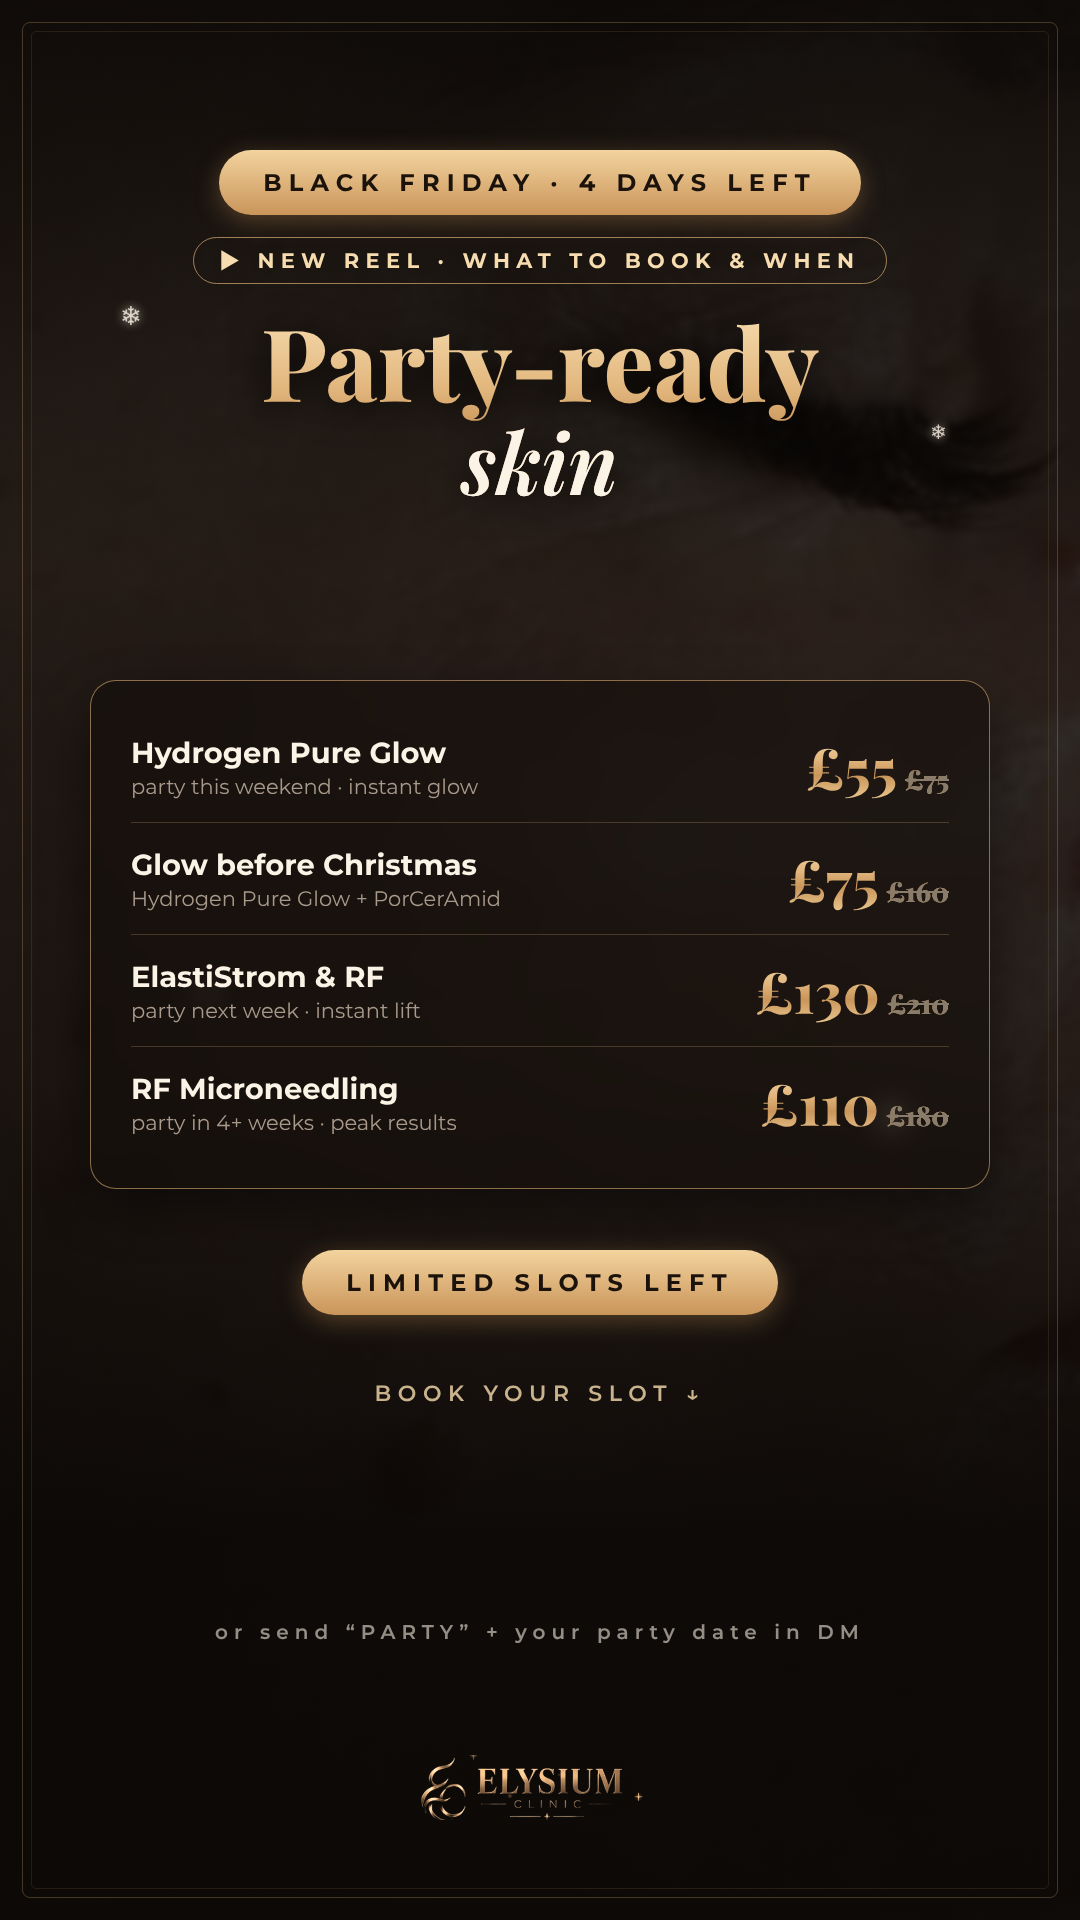 BLACK FRIDAY · 4 DAYS LEFT
▶ NEW REEL · WHAT TO BOOK & WHEN
Party-ready
skin
Hydrogen Pure Glow
party this weekend · instant glow
£55 £75
Glow before Christmas
Hydrogen Pure Glow + PorCerAmid
£75 £160
ElastiStrom & RF
party next week · instant lift
£130 £210
RF Microneedling
party in 4+ weeks · peak results
£110 £180
LIMITED SLOTS LEFT
BOOK YOUR SLOT ↓
or send “PARTY” + your party date in DM
ELYSIUM
CLINIC